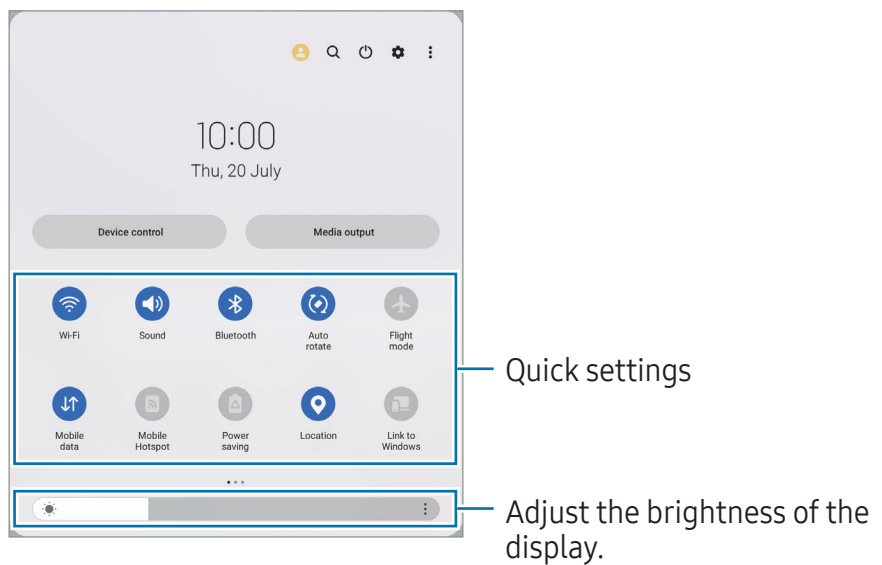 10:00
Thu, 20 July
Device control
Media output
Wi-Fi
Sound
Bluetooth
Auto
rotate
Flight
mode
Quick settings
Mobile
data
Mobile
Hotspot
Power
saving
Location
Link to
Windows
Adjust the brightness of the
display.